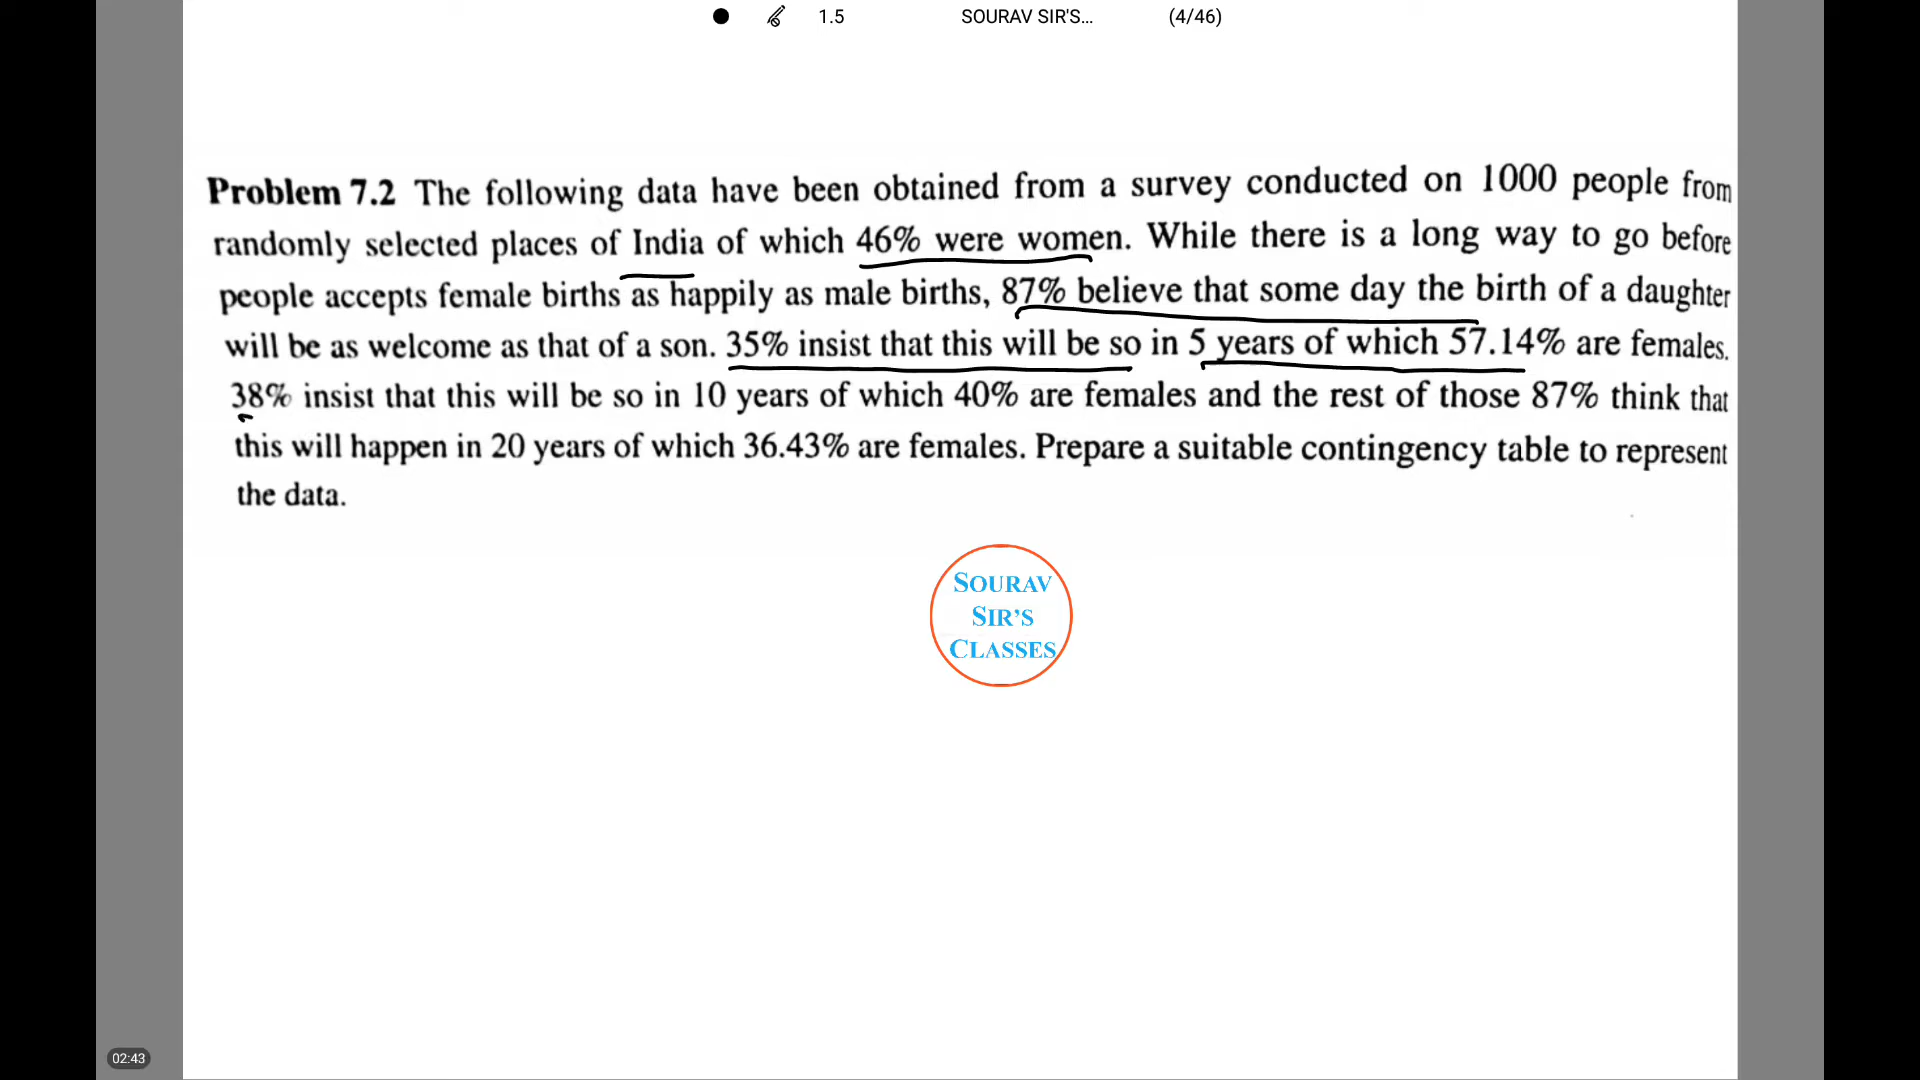 1.5 SOURAV SIR'S... (4/46)
Problem 7.2 The following data have been obtained from a survey conducted on 1000 people from
randomly selected places of India of which 46% were women. While there is a long way to go before
people accepts female births as happily as male births, 87% believe that some day the birth of a daughter
will be as welcome as that of a son. 35% insist that this will be so in 5 years of which 57.14% are females.
38% insist that this will be so in 10 years of which 40% are females and the rest of those 87% think that
this will happen in 20 years of which 36.43% are females. Prepare a suitable contingency table to represent
the data.
SOURAV
SIR'S
CLASSES
02:43